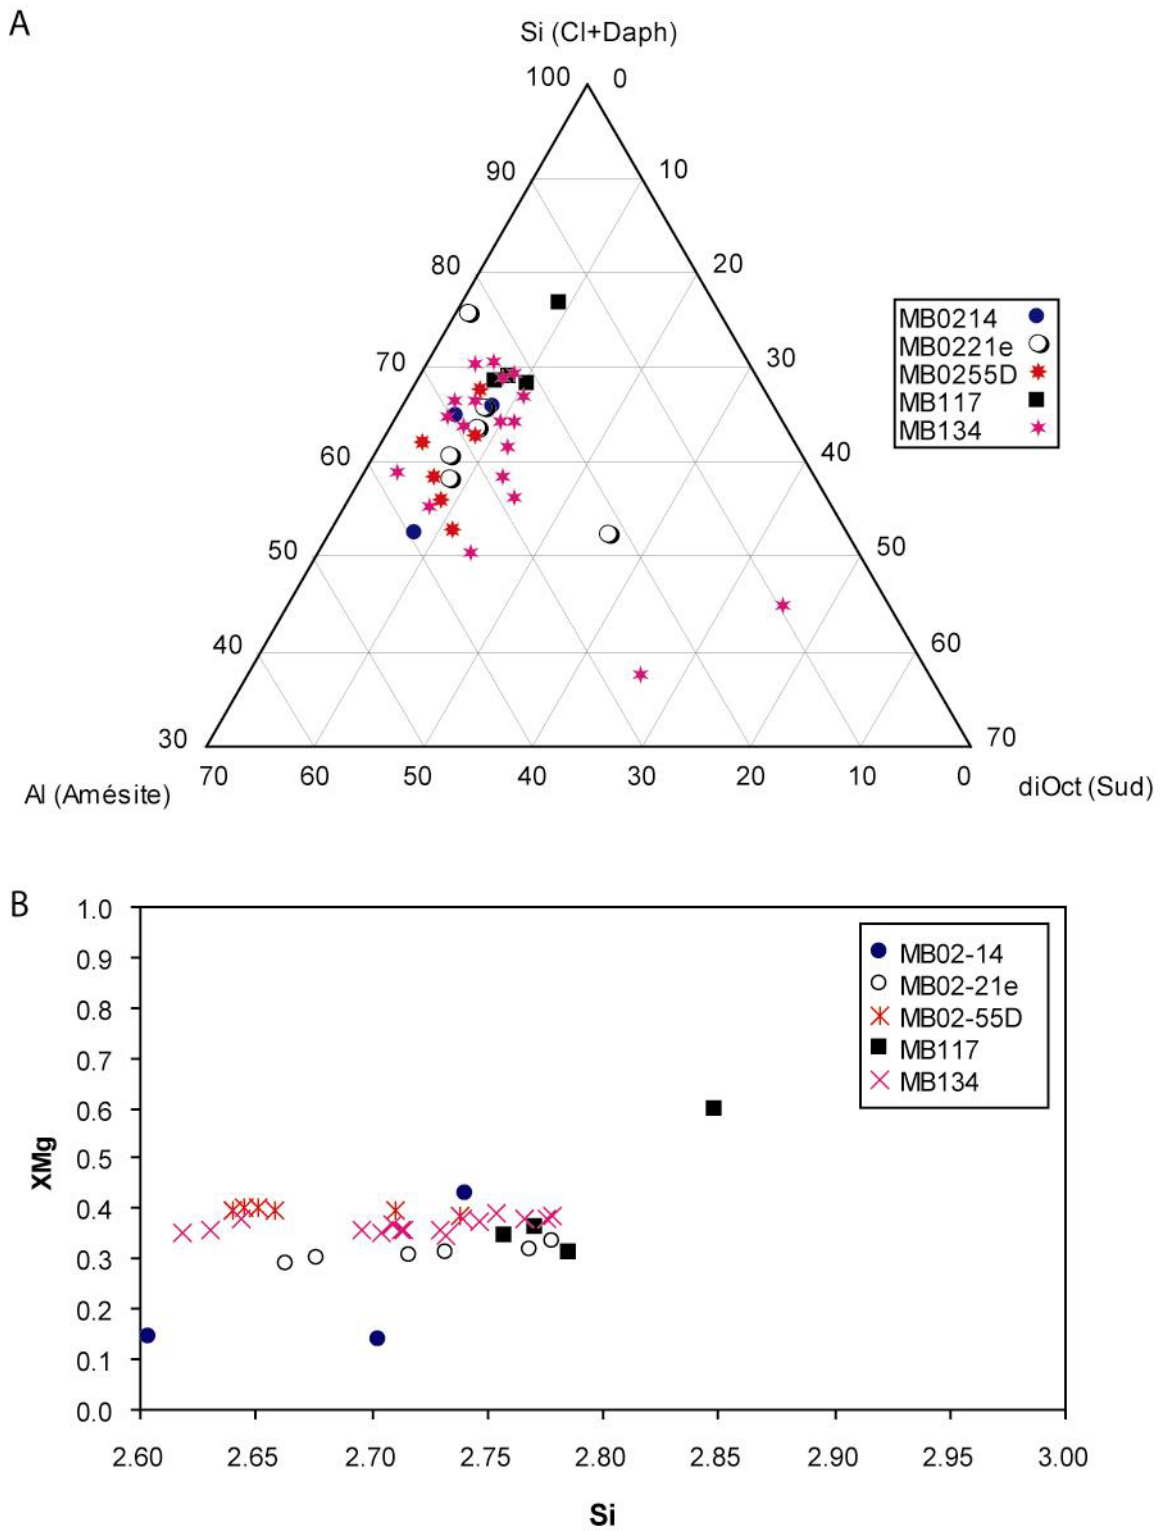 A
Si (Cl+Daph)
100 0
90 10
80 20
MB0214
MB0221e
MB0255D
MB117
MB134
70 30
60 40
50 50
40 60
30 70
70 60 50 40 30 20 10 0
Al (Amésite) diOct (Sud)
B
1.0
0.9
0.8
0.7
0.6
0.5
0.4
0.3
0.2
0.1
0.0
XMg
MB02-14
MB02-21e
MB02-55D
MB117
MB134
2.60 2.65 2.70 2.75 2.80 2.85 2.90 2.95 3.00
Si